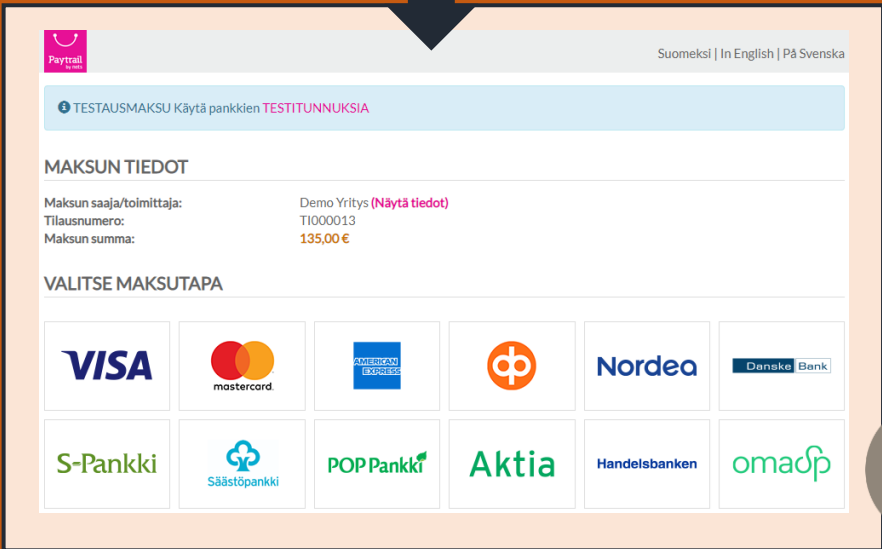 Paytrail
by nets
Suomeksi | In English | På Svenska
TESTAUSMAKSU Käytä pankkien TESTITUNNUKSIA
MAKSUN TIEDOT
Maksun saaja/toimittaja: Demo Yritys (Näytä tiedot)
Tilausnumero: TI000013
Maksun summa: 135,00 €
VALITSE MAKSUTAPA
VISA mastercard. AMERICAN EXPRESS op Nordea Danske Bank
S-Pankki Säästöpankki POP Pankki Aktia Handelsbanken omasp